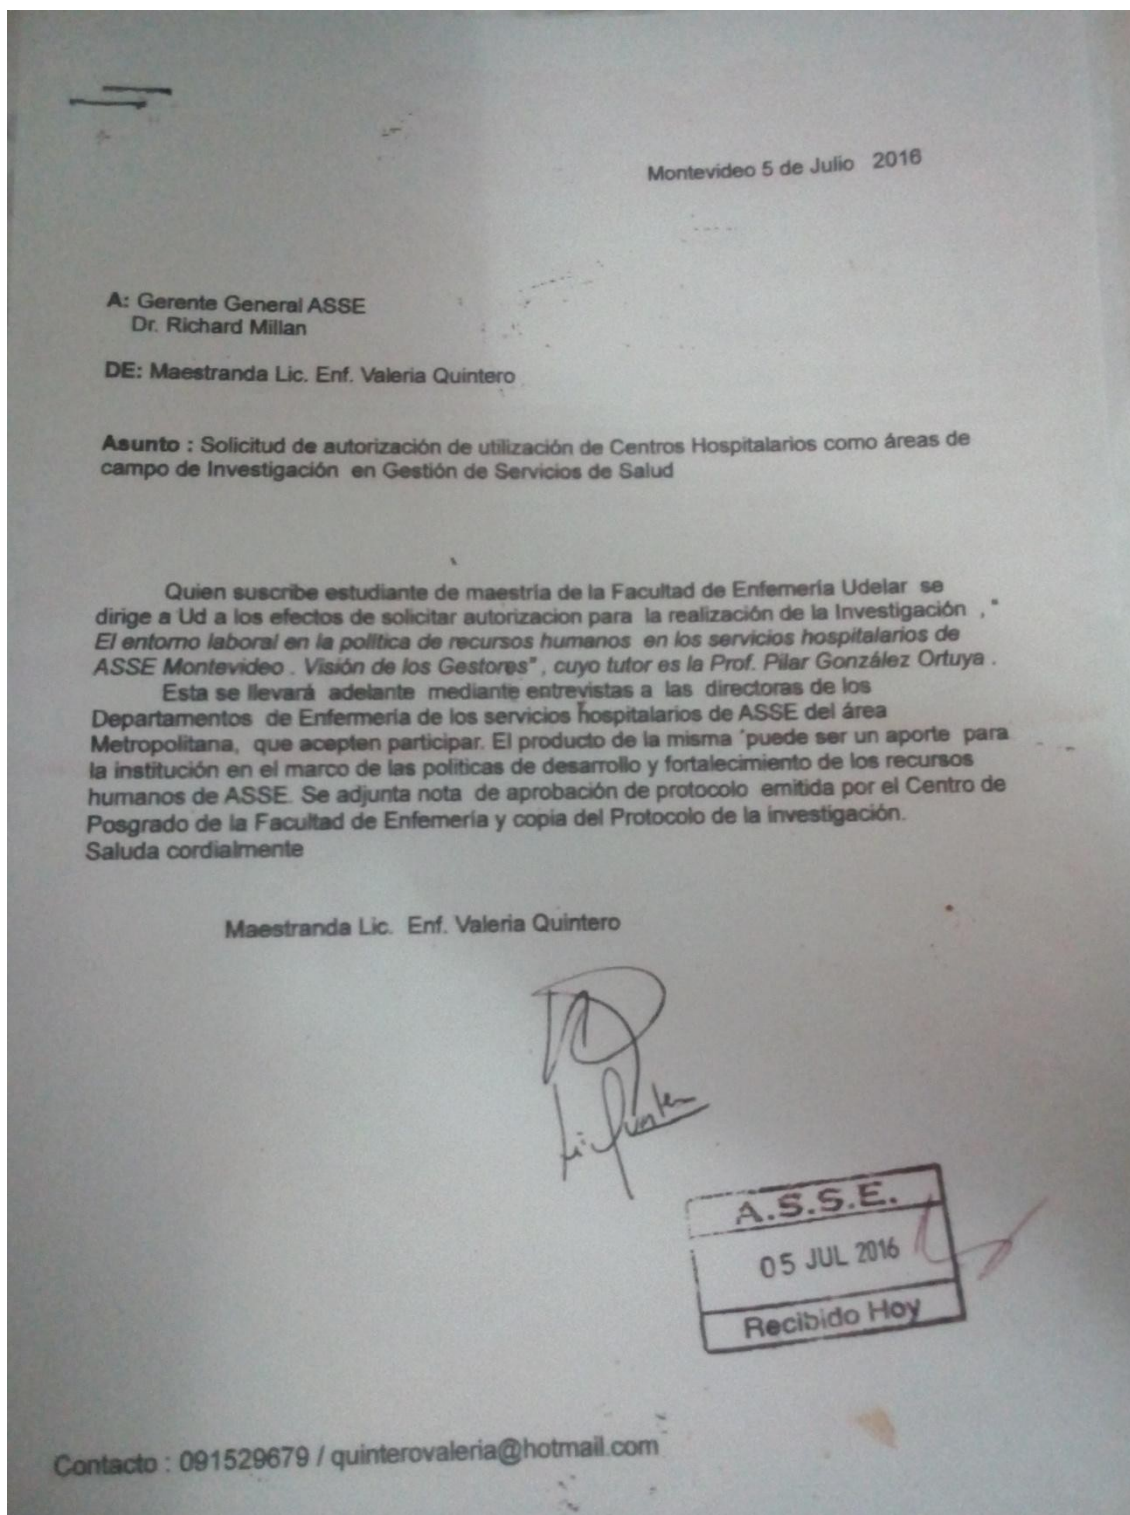 Montevideo 5 de Julio 2016
A: Gerente General ASSE
Dr. Richard Millan
DE: Maestranda Lic. Enf. Valeria Quintero
Asunto : Solicitud de autorización de utilización de Centros Hospitalarios como áreas de
campo de Investigación en Gestión de Servicios de Salud
Quien suscribe estudiante de maestría de la Facultad de Enfemería Udelar se
dirige a Ud a los efectos de solicitar autorizacion para la realización de la Investigación , "
El entorno laboral en la política de recursos humanos en los servicios hospitalarios de
ASSE Montevideo . Visión de los Gestores" , cuyo tutor es la Prof. Pilar González Ortuya .
Esta se llevará adelante mediante entrevistas a las directoras de los
Departamentos de Enfermería de los servicios hospitalarios de ASSE del área
Metropolitana, que acepten participar. El producto de la misma ´puede ser un aporte para
la institución en el marco de las politicas de desarrollo y fortalecimiento de los recursos
humanos de ASSE. Se adjunta nota de aprobación de protocolo emitida por el Centro de
Posgrado de la Facultad de Enfemería y copia del Protocolo de la investigación.
Saluda cordialmente
Maestranda Lic. Enf. Valeria Quintero
A.S.S.E.
05 JUL 2016
Recibido Hoy
Contacto : 091529679 / quinterovaleria@hotmail.com